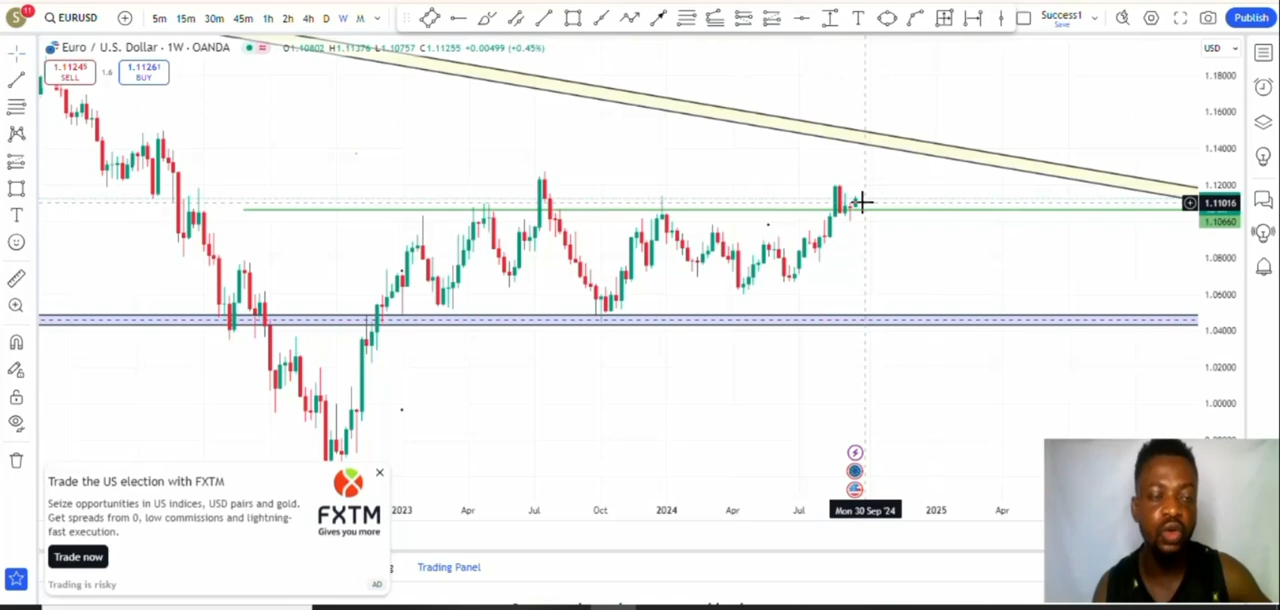 S
11
EURUSD
5m 15m 30m 45m 1h 2h 4h D W M
Success1
Save
Publish
Euro / U.S. Dollar · 1W · OANDA
O1.10802 H1.11376 L1.10757 C1.11255 +0.00499 (+0.45%)
USD
1.11245
SELL
1.6
1.11261
BUY
1.18000
1.16000
1.14000
1.12000
1.11016
1.10660
1.08000
1.06000
1.04000
1.02000
1.00000
Trade the US election with FXTM
Seize opportunities in US indices, USD pairs and gold.
Get spreads from 0, low commissions and lightning-
fast execution.
Trade now
Trading is risky
FXTM
Gives you more
AD
2023 Apr Jul Oct 2024 Apr Jul Mon 30 Sep '24 2025 Apr
Trading Panel